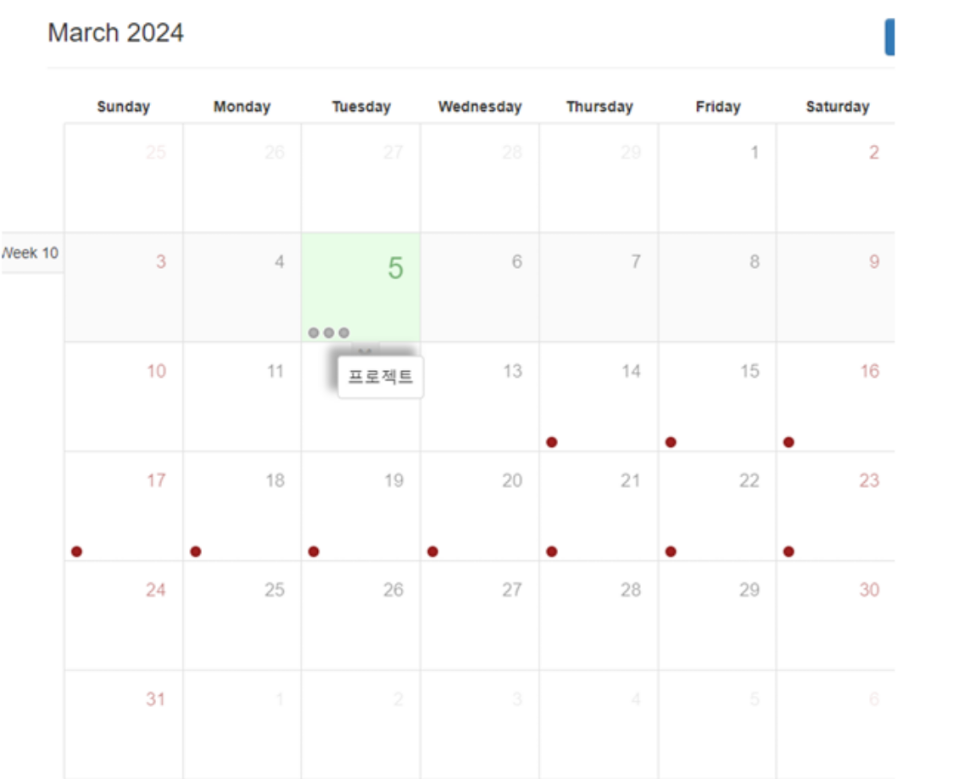 March 2024
Sunday Monday Tuesday Wednesday Thursday Friday Saturday
25 26 27 28 29 1 2
Week 10
3 4 5 6 7 8 9
10 11 13 14 15 16
프로젝트
17 18 19 20 21 22 23
24 25 26 27 28 29 30
31 1 2 3 4 5 6